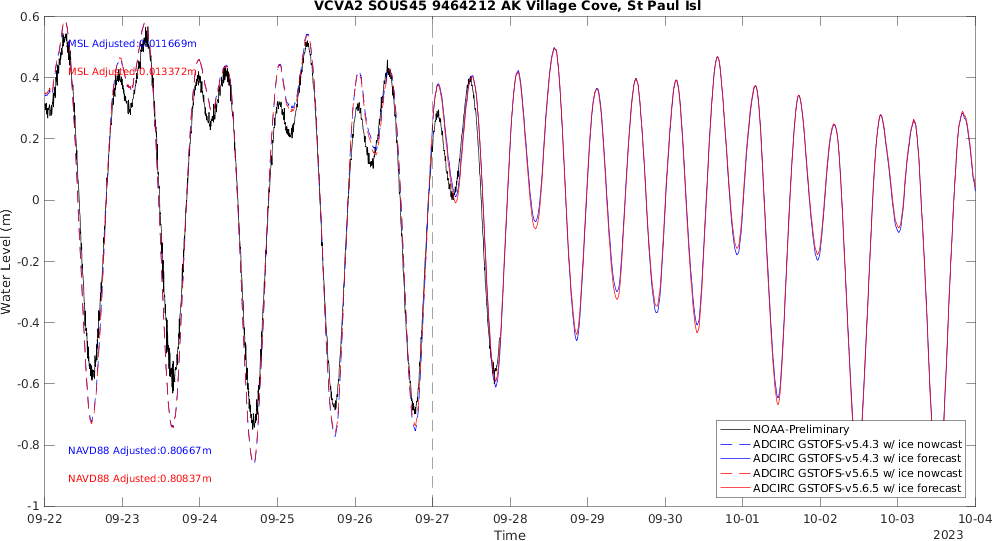 VCVA2 SOUS45 9464212 AK Village Cove, St Paul Isl
MSL Adjusted:0.011669m
MSL Adjusted:0.013372m
NAVD88 Adjusted:0.80667m
NAVD88 Adjusted:0.80837m
Water Level (m)
0.6
0.4
0.2
0
-0.2
-0.4
-0.6
-0.8
-1
NOAA-Preliminary
ADCIRC GSTOFS-v5.4.3 w/ ice nowcast
ADCIRC GSTOFS-v5.4.3 w/ ice forecast
ADCIRC GSTOFS-v5.6.5 w/ ice nowcast
ADCIRC GSTOFS-v5.6.5 w/ ice forecast
09-22 09-23 09-24 09-25 09-26 09-27 09-28 09-29 09-30 10-01 10-02 10-03 10-04
Time
2023